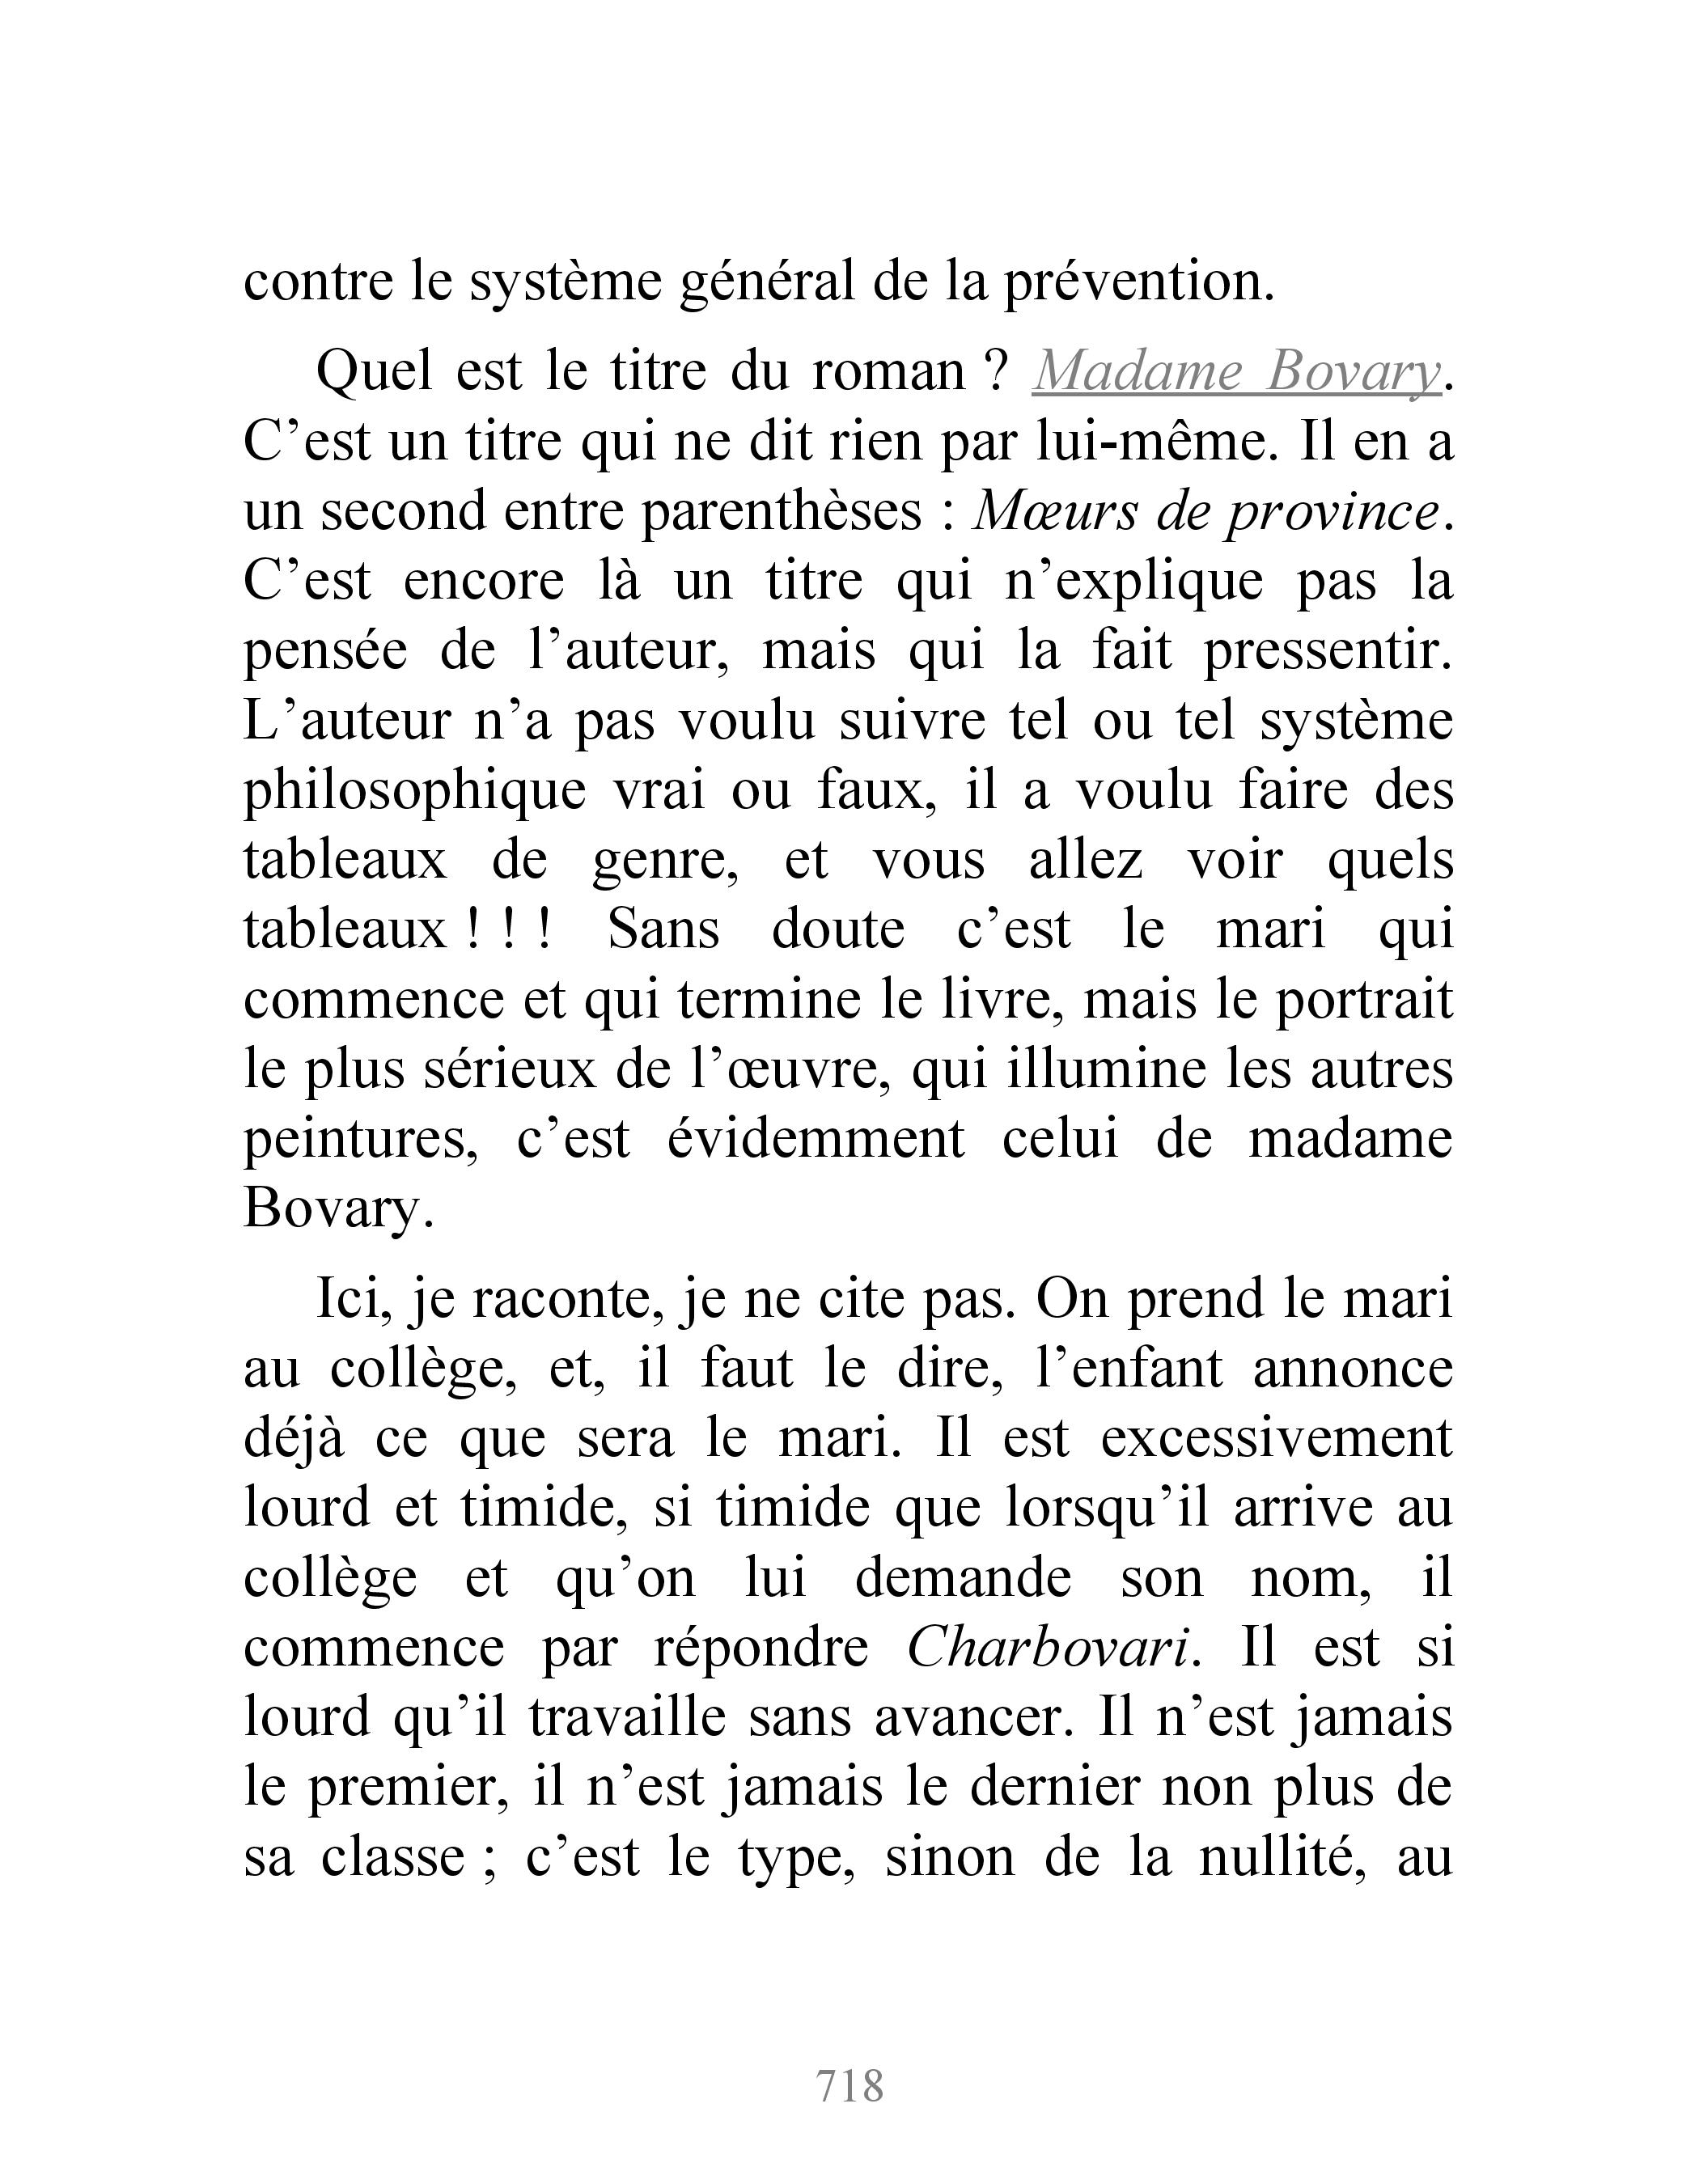 contre le système général de la prévention.
Quel est le titre du roman ? Madame Bovary.
C’est un titre qui ne dit rien par lui-même. Il en a
un second entre parenthèses : Mœurs de province.
C’est encore là un titre qui n’explique pas la
pensée de l’auteur, mais qui la fait pressentir.
L’auteur n’a pas voulu suivre tel ou tel système
philosophique vrai ou faux, il a voulu faire des
tableaux de genre, et vous allez voir quels
tableaux ! ! ! Sans doute c’est le mari qui
commence et qui termine le livre, mais le portrait
le plus sérieux de l’œuvre, qui illumine les autres
peintures, c’est évidemment celui de madame
Bovary.
Ici, je raconte, je ne cite pas. On prend le mari
au collège, et, il faut le dire, l’enfant annonce
déjà ce que sera le mari. Il est excessivement
lourd et timide, si timide que lorsqu’il arrive au
collège et qu’on lui demande son nom, il
commence par répondre Charbovari. Il est si
lourd qu’il travaille sans avancer. Il n’est jamais
le premier, il n’est jamais le dernier non plus de
sa classe ; c’est le type, sinon de la nullité, au
718